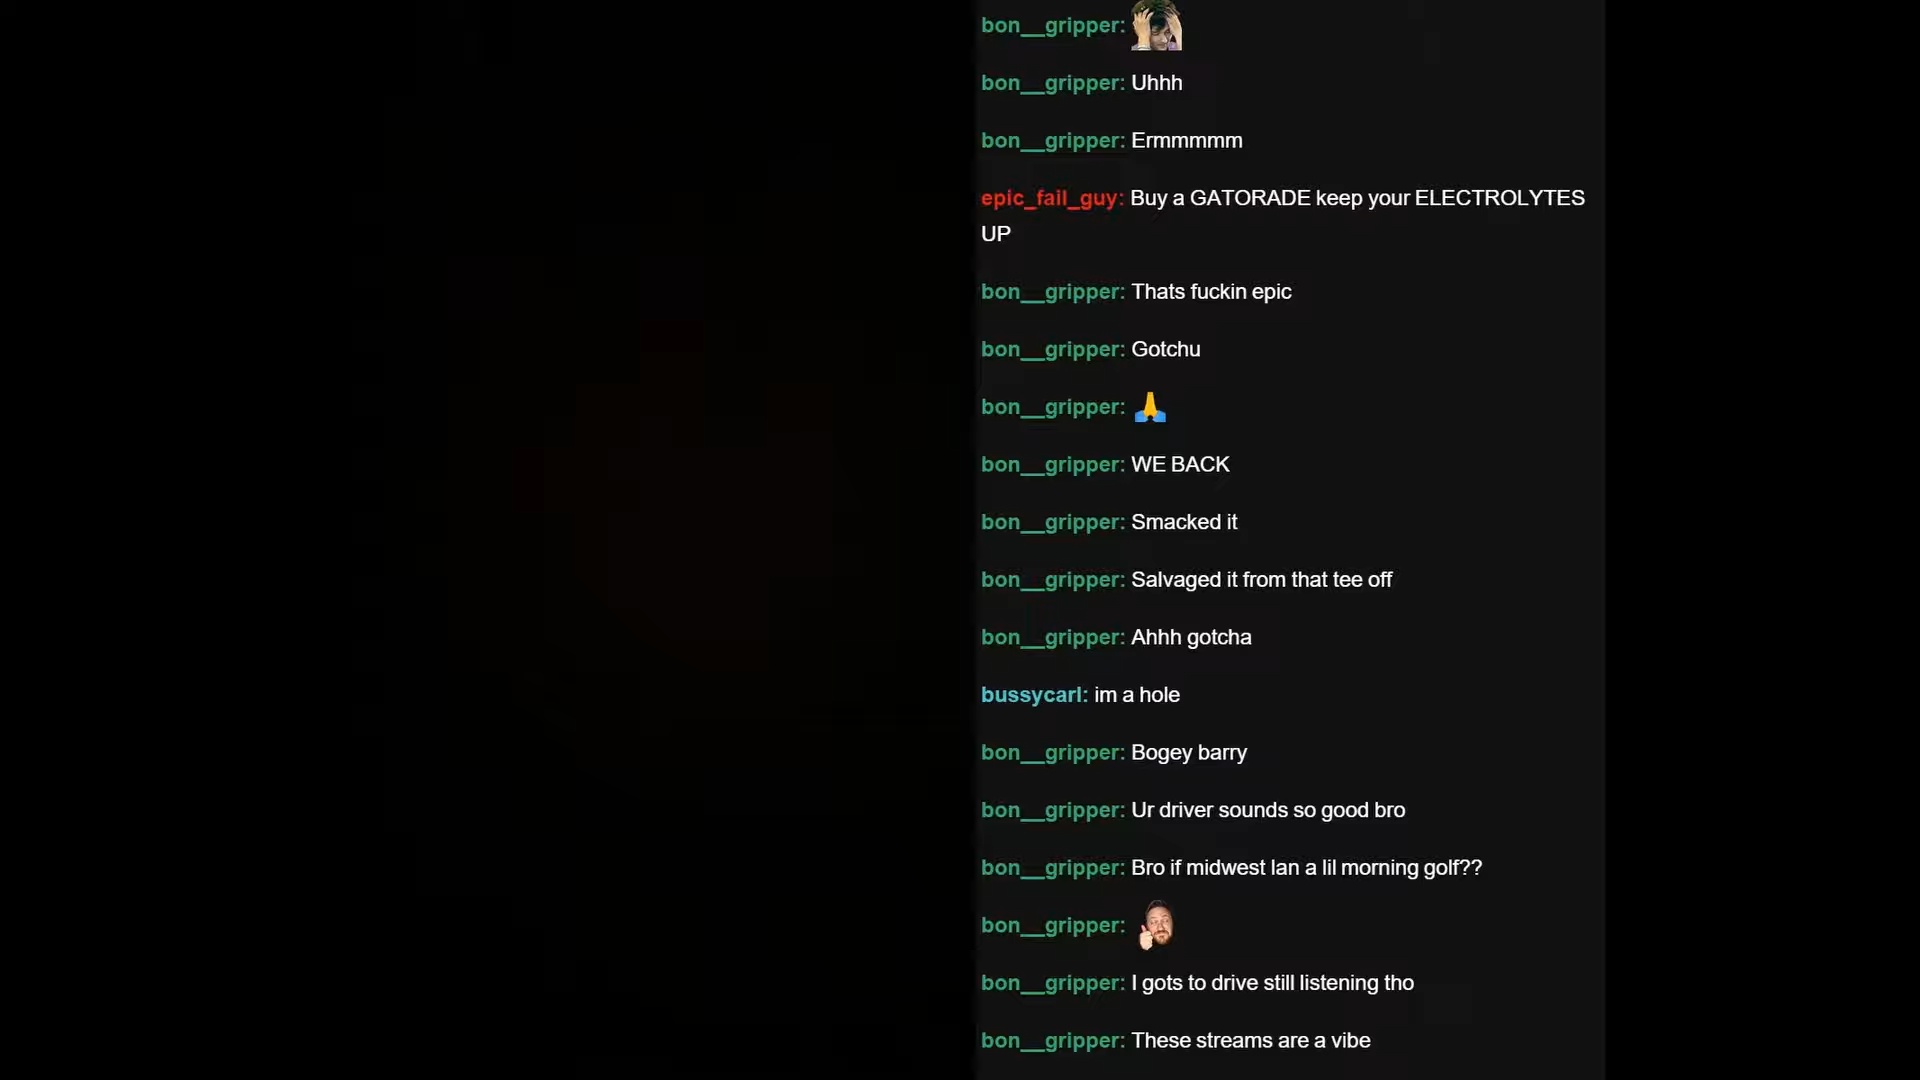 bon__gripper:
bon__gripper: Uhhh
bon__gripper: Ermmmmm
epic_fail_guy: Buy a GATORADE keep your ELECTROLYTES
UP
bon__gripper: Thats fuckin epic
bon__gripper: Gotchu
bon__gripper: 🙏
bon__gripper: WE BACK
bon__gripper: Smacked it
bon__gripper: Salvaged it from that tee off
bon__gripper: Ahhh gotcha
bussycarl: im a hole
bon__gripper: Bogey barry
bon__gripper: Ur driver sounds so good bro
bon__gripper: Bro if midwest lan a lil morning golf??
bon__gripper:
bon__gripper: I gots to drive still listening tho
bon__gripper: These streams are a vibe